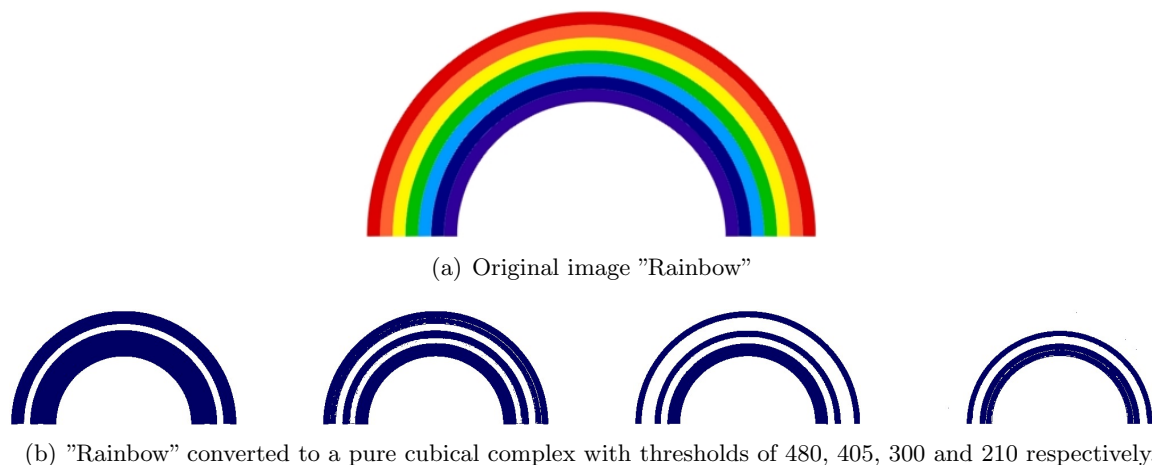 (a) Original image ”Rainbow”
(b) ”Rainbow” converted to a pure cubical complex with thresholds of 480, 405, 300 and 210 respectively.